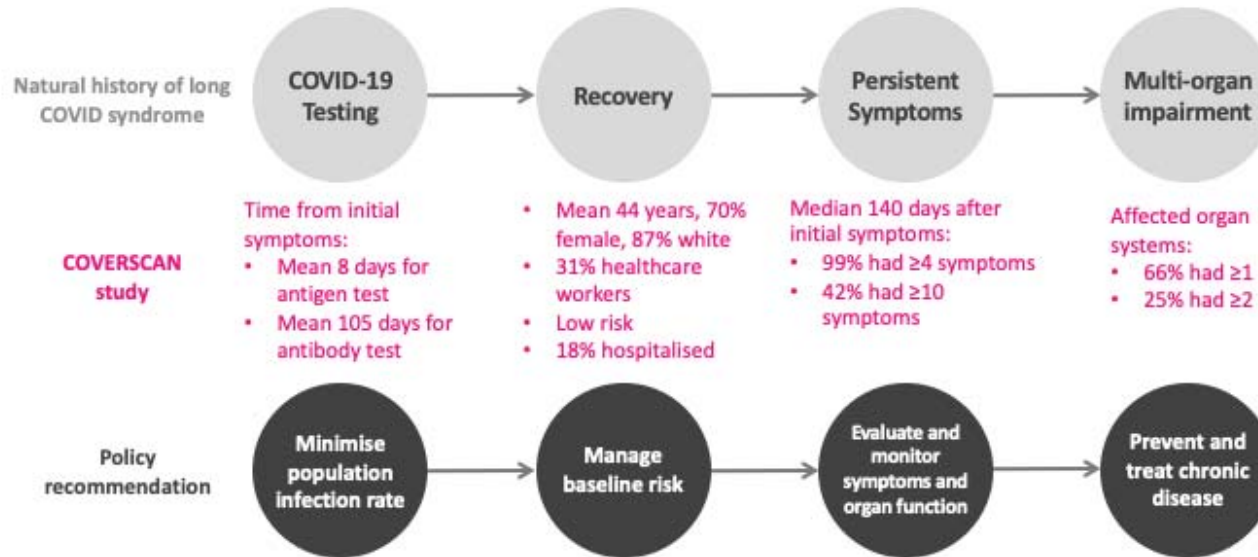 Natural history of long
COVID syndrome
COVID-19
Testing
Recovery
Persistent
Symptoms
Multi-organ
impairment
COVERSCAN
study
Time from initial
symptoms:
• Mean 8 days for
antigen test
• Mean 105 days for
antibody test
• Mean 44 years, 70%
female, 87% white
• 31% healthcare
workers
• Low risk
• 18% hospitalised
Median 140 days after
initial symptoms:
• 99% had ≥4 symptoms
• 42% had ≥10
symptoms
Affected organ
systems:
• 66% had ≥1
• 25% had ≥2
Policy
recommendation
Minimise
population
infection rate
Manage
baseline risk
Evaluate and
monitor
symptoms and
organ function
Prevent and
treat chronic
disease